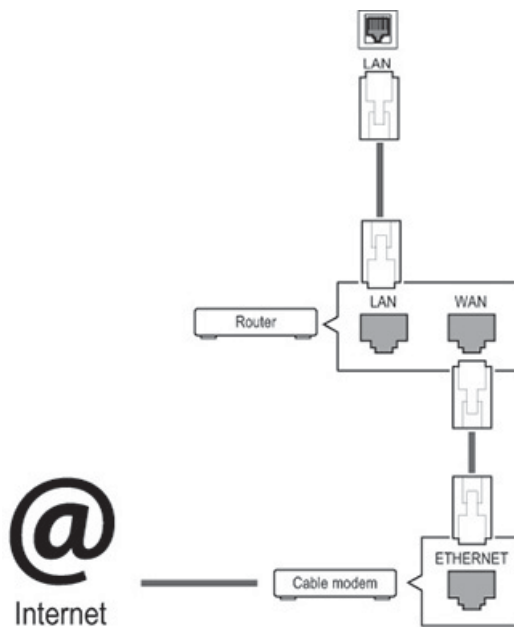 LAN
LAN
WAN
Router
ETHERNET
@
Internet
Cable modem